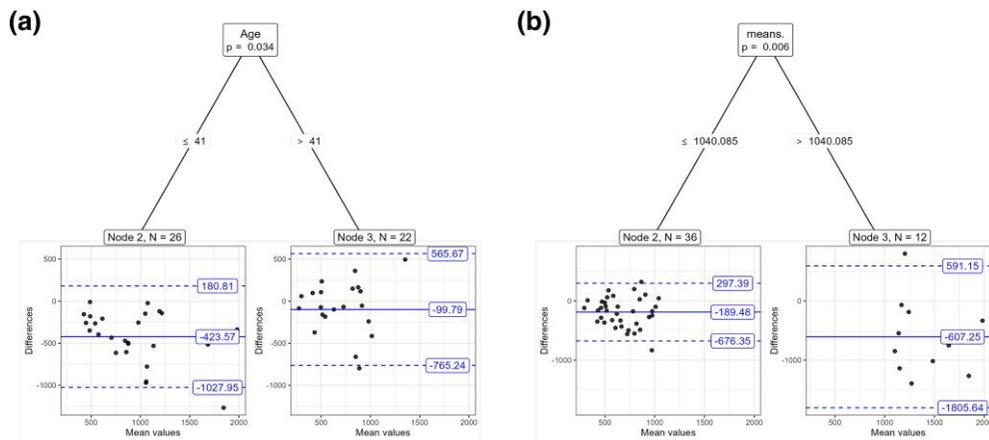 (a)
Age
p = 0.034
≤ 41
> 41
Node 2, N = 26
500
0
-500
-1000
Differences
180.81
-423.57
-1027.95
500
1000
1500
2000
Mean values
Node 3, N = 22
500
0
-500
-1000
Differences
565.67
-99.79
-765.24
500
1000
1500
2000
Mean values
(b)
means.
p = 0.006
≤ 1040.085
> 1040.085
Node 2, N = 36
0
-1000
Differences
297.39
-189.48
-676.35
500
1000
1500
2000
Mean values
Node 3, N = 12
0
-1000
Differences
591.15
-607.25
-1805.64
500
1000
1500
2000
Mean values